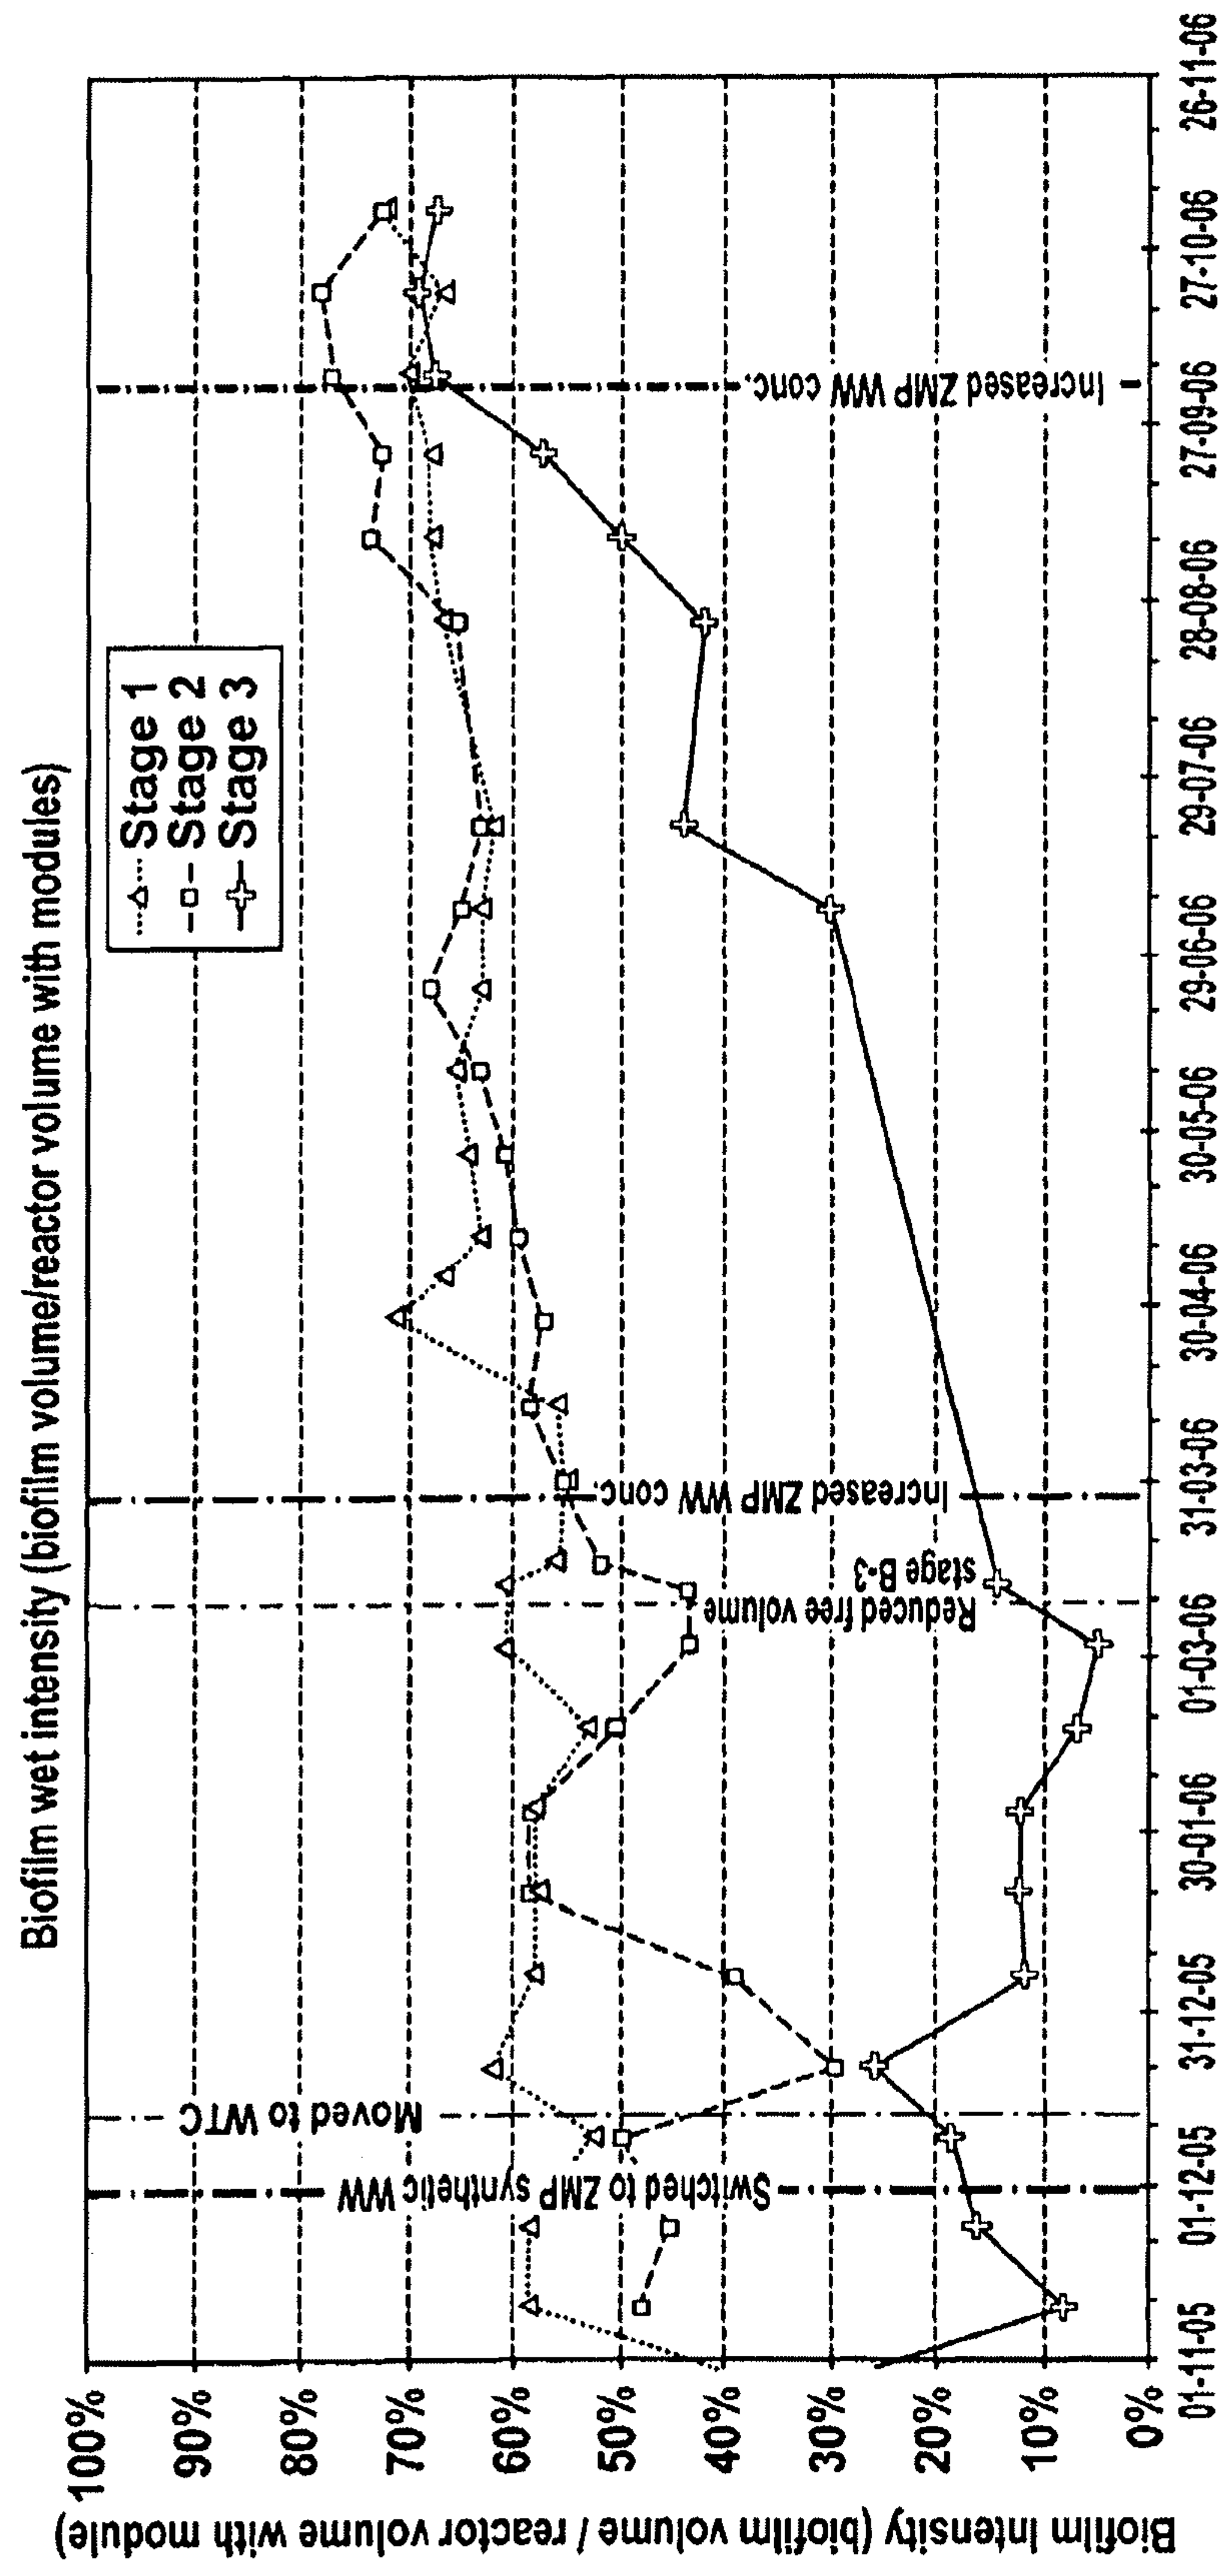 Biofilm wet intensity (biofilm volume/reactor volume with modules)
Biofilm Intensity (biofilm volume / reactor volume with module)
100%
90%
80%
70%
60%
50%
40%
30%
20%
10%
0%
Stage 1
Stage 2
Stage 3
Switched to ZMP synthetic WW
Moved to WTC
Reduced free volume
stage B-3
Increased ZMP WW conc.
Increased ZMP WW conc.
01-11-05
01-12-05
31-12-05
30-01-06
01-03-06
31-03-06
30-04-06
30-05-06
29-06-06
29-07-06
28-08-06
27-09-06
27-10-06
26-11-06